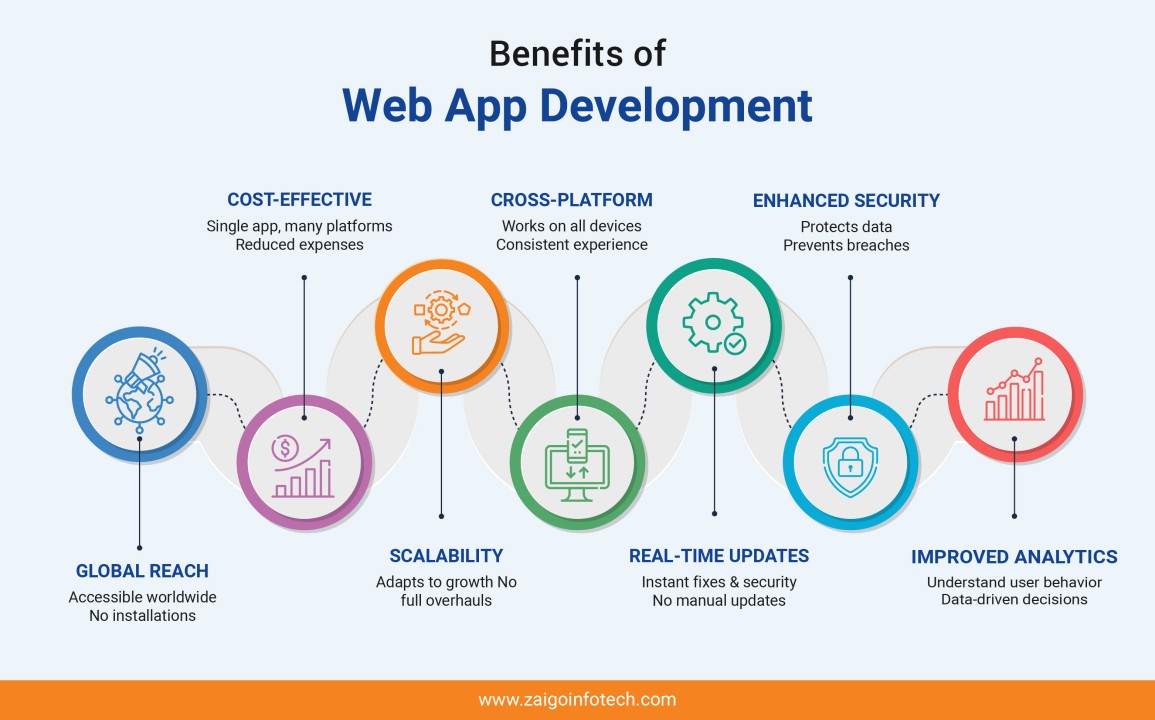 Benefits of
Web App Development
COST-EFFECTIVE
Single app, many platforms
Reduced expenses
CROSS-PLATFORM
Works on all devices
Consistent experience
ENHANCED SECURITY
Protects data
Prevents breaches
$
GLOBAL REACH
Accessible worldwide
No installations
SCALABILITY
Adapts to growth No
full overhauls
REAL-TIME UPDATES
Instant fixes & security
No manual updates
IMPROVED ANALYTICS
Understand user behavior
Data-driven decisions
www.zaigoinfotech.com